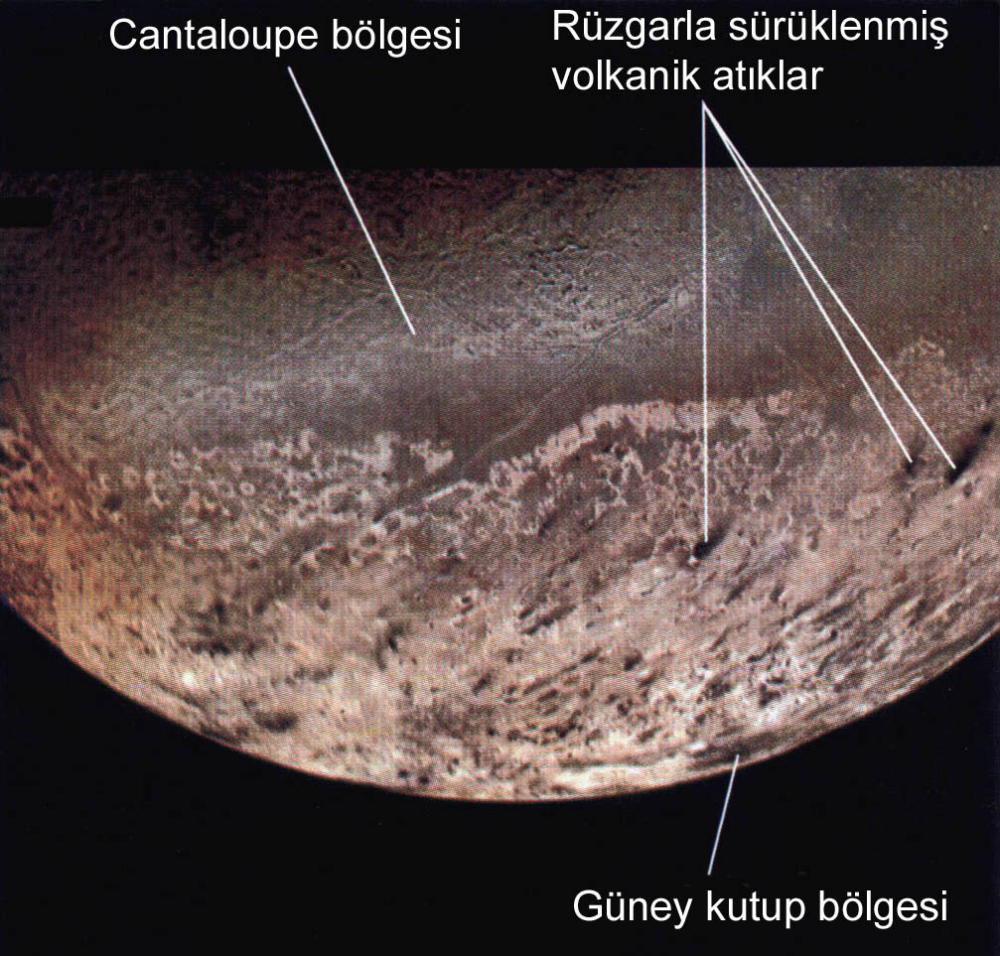 Cantaloupe bölgesi
Rüzgarla sürüklenmiş
volkanik atıklar
Güney kutup bölgesi